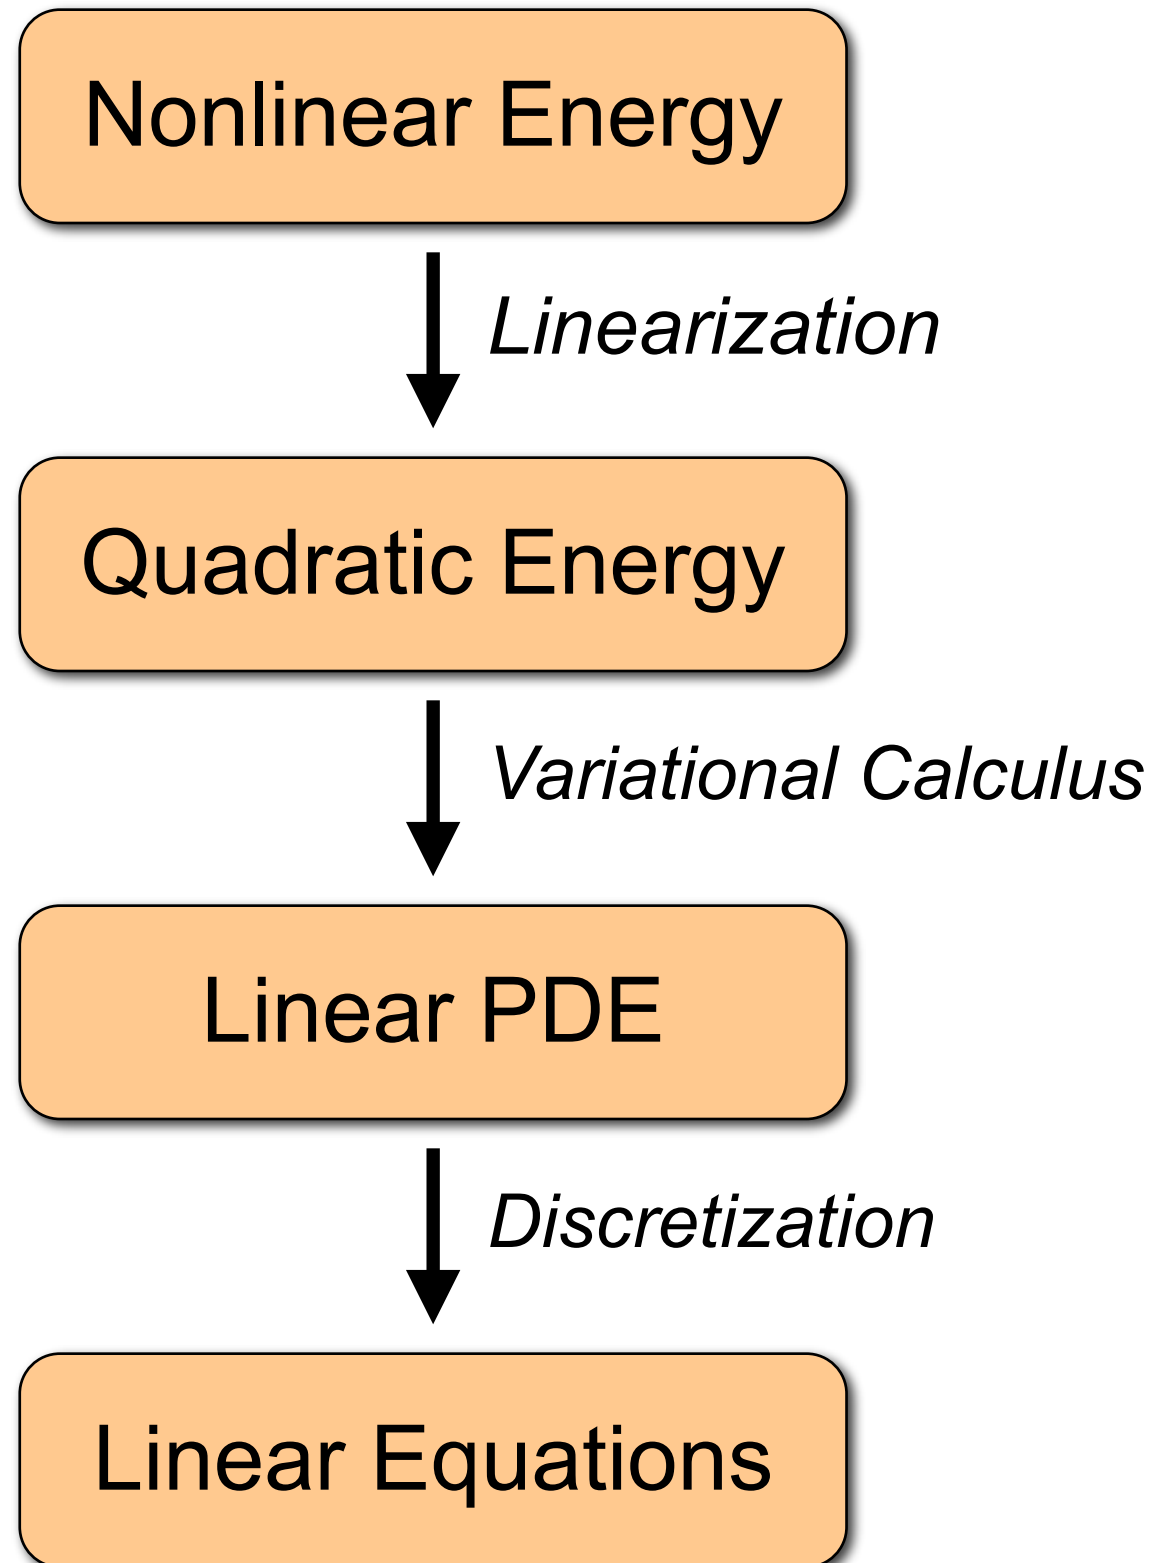 Nonlinear Energy
Linearization
Quadratic Energy
Variational Calculus
Linear PDE
Discretization
Linear Equations